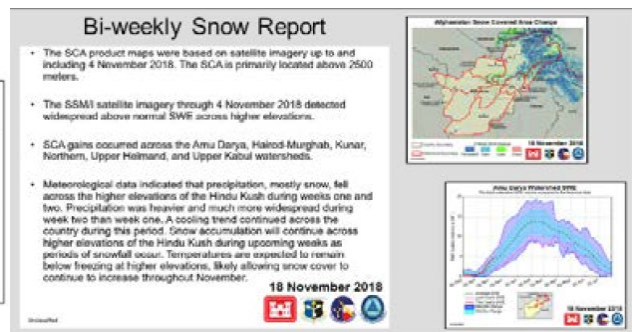 Bi-weekly Snow Report
• The SCA product maps were based on satellite imagery up to and
including 4 November 2018. The SCA is primarily located above 2500
meters.
• The SSM/I satellite imagery through 4 November 2018 detected
widespread above normal SWE across higher elevations.
• SCA gains occurred across the Amu Darya, Hairod-Murghab, Kunar,
Northern, Upper Helmand, and Upper Kabul watersheds.
• Meteorological data indicated that precipitation, mostly snow, fell
across the higher elevations of the Hindu Kush during weeks one and
two. Precipitation was heavier and much more widespread during
week two than week one. A cooling trend continued across the
country during this period. Snow accumulation will continue across
higher elevations of the Hindu Kush during upcoming weeks as
periods of snowfall occur. Temperatures are expected to remain
below freezing at higher elevations, likely allowing snow cover to
continue to increase throughout November.
18 November 2018
Unclassified
Afghanistan Snow Covered Area Change
18 November 2018
Amu Darya Watershed SWE
18 November 2018